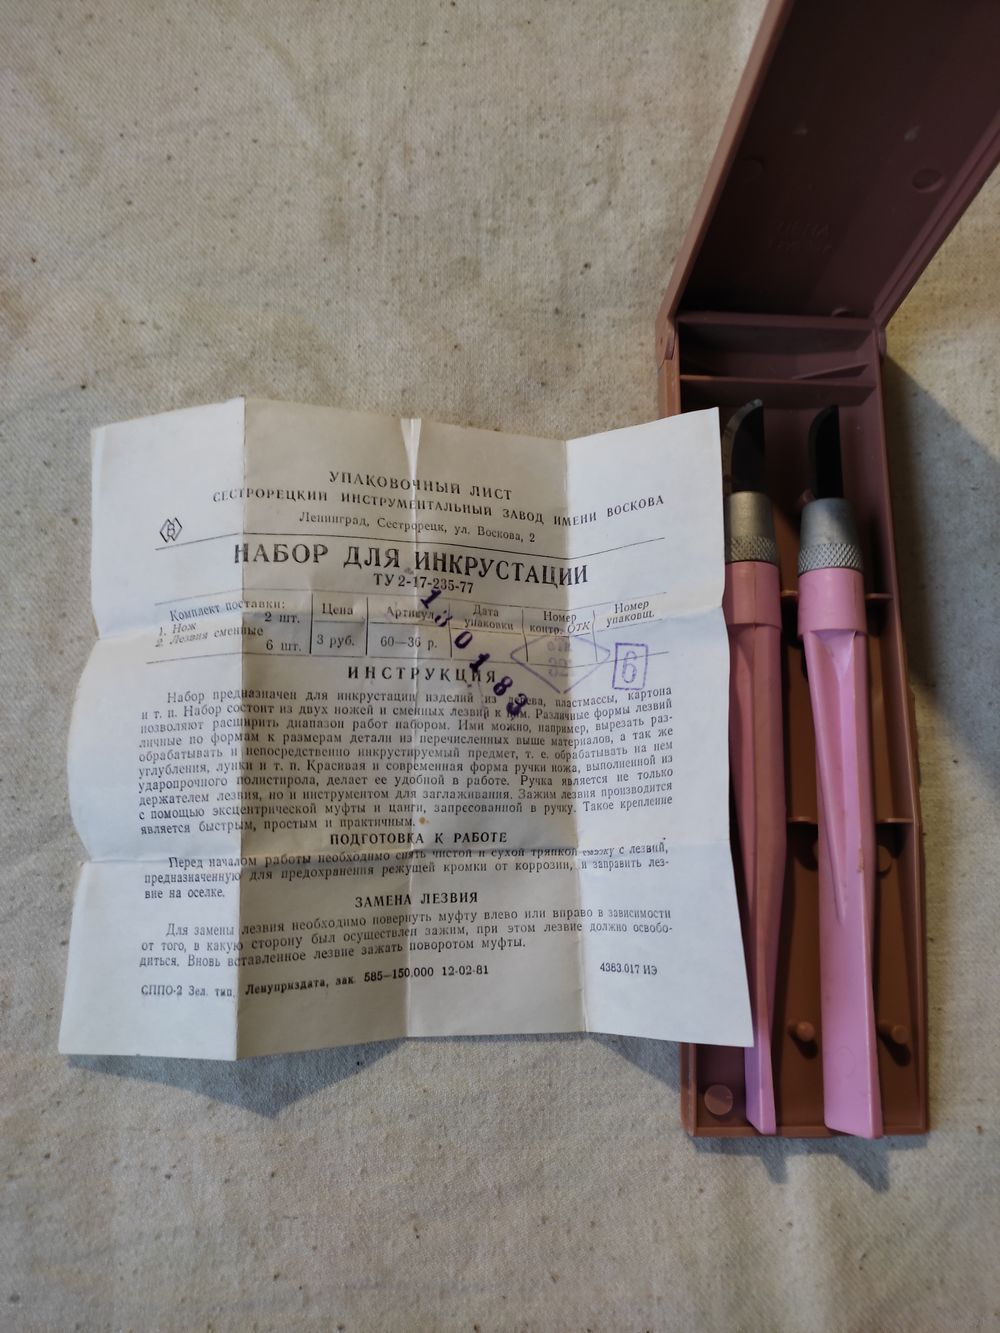 УПАКОВОЧНЫЙ ЛИСТ
СЕСТРОРЕЦКИЙ ИНСТРУМЕНТАЛЬНЫЙ ЗАВОД ИМЕНИ ВОСКОВА
Ленинград, Сестрорецк, ул. Воскова, 2
НАБОР ДЛЯ ИНКРУСТАЦИИ
ТУ 2-17-235-77
Комплект поставки:
1. Нож 2 шт.
2. Лезвия сменные
6 шт.
Цена
3 руб.
Артикул
60—36 р.
Дата
упаковки
130183
Номер
контр. ОТК
ОТК
Номер
упаковщ.
6
ИНСТРУКЦИЯ
Набор предназначен для инкрустации изделий из дерева, пластмассы, картона
и т. п. Набор состоит из двух ножей и сменных лезвий к ним. Различные формы лезвий
позволяют расширить диапазон работ набором. Ими можно, например, вырезать раз-
личные по формам к размерам детали из перечисленных выше материалов, а так же
обрабатывать и непосредственно инкрустируемый предмет, т. е. обрабатывать на нем
углубления, лунки и т. п. Красивая и современная форма ручки ножа, выполненной из
ударопрочного полистирола, делает ее удобной в работе. Ручка является не только
держателем лезвия, но и инструментом для заглаживания. Зажим лезвия производится
с помощью эксцентрической муфты и цанги, запресованной в ручку. Такое крепление
является быстрым, простым и практичным.
ПОДГОТОВКА К РАБОТЕ
Перед началом работы необходимо снять чистой и сухой тряпкой смазку с лезвий,
предназначенную для предохранения режущей кромки от коррозии, и заправить лез-
вие на оселке.
ЗАМЕНА ЛЕЗВИЯ
Для замены лезвия необходимо повернуть муфту влево или вправо в зависимости
от того, в какую сторону был осуществлен зажим, при этом лезвие должно освобо-
диться. Вновь вставленное лезвие зажать поворотом муфты.
СППО-2 Зел. тип. Ленуприздата, зак. 585—150.000 12-02-81
4383.017 ИЭ
ЦЕНА